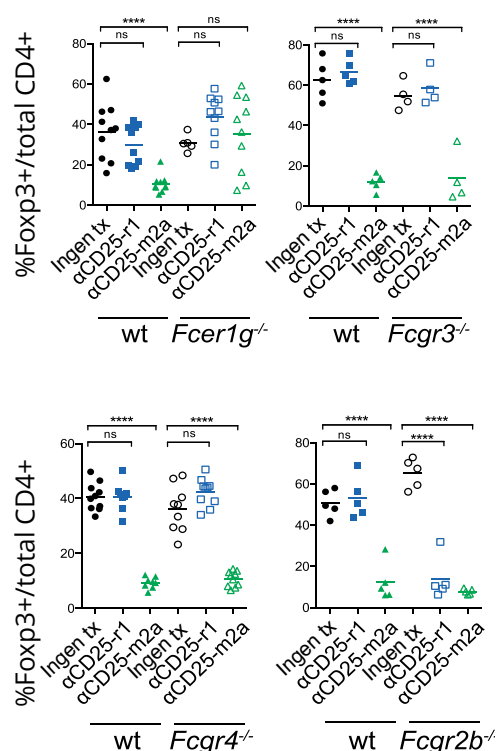 **** ns
ns ns
80
60
40
20
0
%Foxp3+/total CD4+
Ingen tx
αCD25-r1
αCD25-m2a
Ingen tx
αCD25-r1
αCD25-m2a
wt Fcer1g-/-
**** ****
ns ns
80
60
40
20
0
Ingen tx
αCD25-r1
αCD25-m2a
Ingen tx
αCD25-r1
αCD25-m2a
wt Fcgr3-/-
**** ****
ns ns
60
40
20
0
%Foxp3+/total CD4+
Ingen tx
αCD25-r1
αCD25-m2a
Ingen tx
αCD25-r1
αCD25-m2a
wt Fcgr4-/-
**** ****
ns ****
80
60
40
20
0
Ingen tx
αCD25-r1
αCD25-m2a
Ingen tx
αCD25-r1
αCD25-m2a
wt Fcgr2b-/-